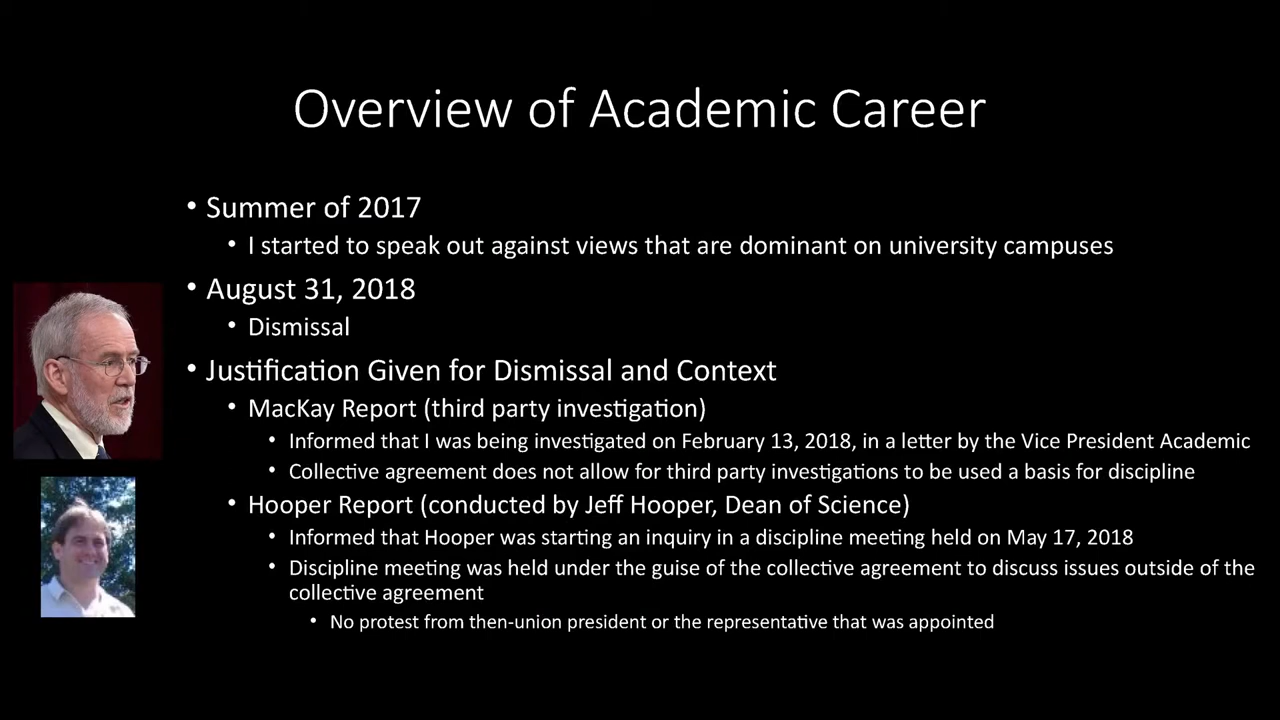 Overview of Academic Career
• Summer of 2017
• I started to speak out against views that are dominant on university campuses
• August 31, 2018
• Dismissal
• Justification Given for Dismissal and Context
• MacKay Report (third party investigation)
• Informed that I was being investigated on February 13, 2018, in a letter by the Vice President Academic
• Collective agreement does not allow for third party investigations to be used a basis for discipline
• Hooper Report (conducted by Jeff Hooper, Dean of Science)
• Informed that Hooper was starting an inquiry in a discipline meeting held on May 17, 2018
• Discipline meeting was held under the guise of the collective agreement to discuss issues outside of the
collective agreement
• No protest from then-union president or the representative that was appointed